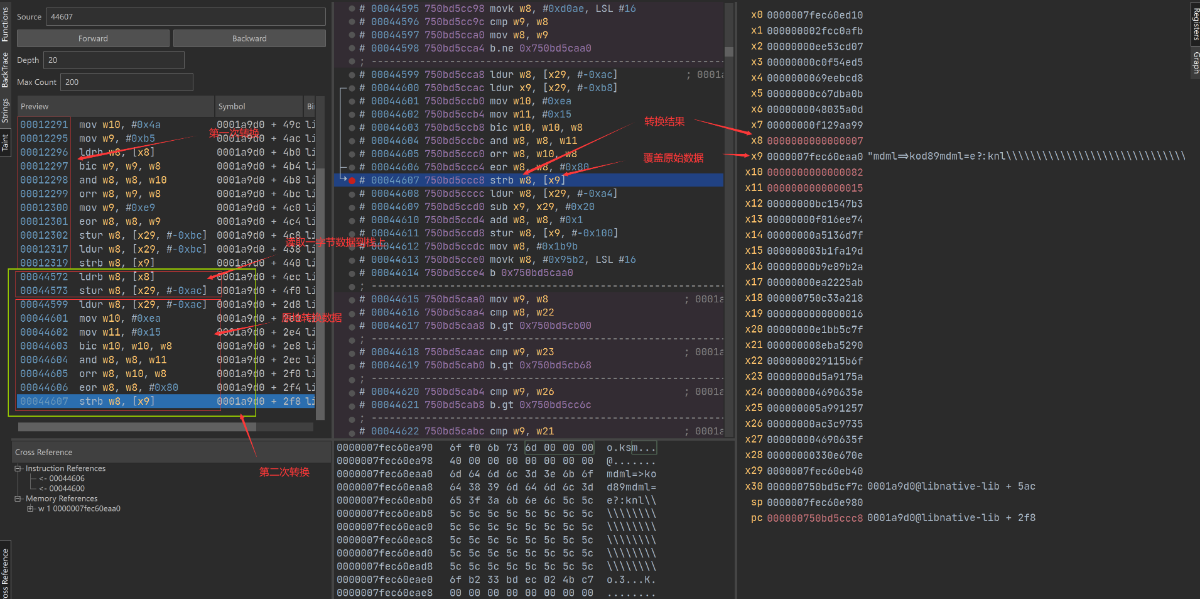 Functions
BackTrace
Strings
Taint
Source 44607
Forward Backward
Depth 20
Max Count 200
Preview Symbol Bi
00012291 mov w10, #0x4a 0001a9d0 + 49c li
00012295 mov w9, #0xb5 0001a9d0 + 4ac li
00012296 ldrb w8, [x8] 0001a9d0 + 4b0 li
00012297 bic w9, w9, w8 0001a9d0 + 4b4 li
00012298 and w8, w8, w10 0001a9d0 + 4b8 li
00012299 orr w8, w9, w8 0001a9d0 + 4bc li
00012300 mov w9, #0xe9 0001a9d0 + 4c0 li
00012301 eor w8, w8, w9 0001a9d0 + 4c4 li
00012302 stur w8, [x29, #-0xbc] 0001a9d0 + 4c8 li
00012317 ldur w8, [x29, #-0xbc] 0001a9d0 + 438 li
00012319 strb w8, [x9] 0001a9d0 + 440 li
00044572 ldrb w8, [x8] 0001a9d0 + 4ec li
00044573 stur w8, [x29, #-0xac] 0001a9d0 + 4f0 li
00044599 ldur w8, [x29, #-0xac] 0001a9d0 + 2d8 li
00044601 mov w10, #0xea
00044602 mov w11, #0x15 0001a9d0 + 2e4 li
00044603 bic w10, w10, w8 0001a9d0 + 2e8 li
00044604 and w8, w8, w11 0001a9d0 + 2ec li
00044605 orr w8, w10, w8 0001a9d0 + 2f0 li
00044606 eor w8, w8, #0x80 0001a9d0 + 2f4 li
00044607 strb w8, [x9] 0001a9d0 + 2f8 li
第一次转换
第二次转换
Cross Reference
Instruction References
<- 00044606
<- 00044600
Memory References
w 1 0000007fec60eaa0
# 00044595 750bd5cc98 movk w8, #0xd0ae, LSL #16
# 00044596 750bd5cc9c cmp w9, w8
# 00044597 750bd5cca0 mov w8, w9
# 00044598 750bd5cca4 b.ne 0x750bd5caa0
# 00044599 750bd5cca8 ldur w8, [x29, #-0xac] ; 0001a
# 00044600 750bd5ccac ldur x9, [x29, #-0xb8]
# 00044601 750bd5ccb0 mov w10, #0xea
# 00044602 750bd5ccb4 mov w11, #0x15
# 00044603 750bd5ccb8 bic w10, w10, w8
# 00044604 750bd5ccbc and w8, w8, w11
# 00044605 750bd5ccc0 orr w8, w10, w8
# 00044606 750bd5ccc4 eor w8, w8, #0x80
# 00044607 750bd5ccc8 strb w8, [x9]
# 00044608 750bd5cccc ldur w8, [x29, #-0xa4]
# 00044609 750bd5ccd0 sub x9, x29, #0x20
# 00044610 750bd5ccd4 add w8, w8, #0x1
# 00044611 750bd5ccd8 stur w8, [x9, #-0x100]
# 00044612 750bd5ccdc mov w8, #0x1b9b
# 00044613 750bd5cce0 movk w8, #0x95b2, LSL #16
# 00044614 750bd5cce4 b 0x750bd5caa0
# 00044615 750bd5caa0 mov w9, w8 ; 0001a
# 00044616 750bd5caa4 cmp w8, w22
# 00044617 750bd5caa8 b.gt 0x750bd5cb00
# 00044618 750bd5caac cmp w9, w23 ; 0001a
# 00044619 750bd5cab0 b.gt 0x750bd5cb68
# 00044620 750bd5cab4 cmp w9, w26 ; 0001a
# 00044621 750bd5cab8 b.gt 0x750bd5cc6c
# 00044622 750bd5cabc cmp w9, w21 ; 0001a
转换结果
覆盖原始数据
0000007fec60ea90 6f f0 6b 73 6d 00 00 00 o.ksm...
0000007fec60ea98 40 00 00 00 00 00 00 00 @.......
0000007fec60eaa0 6d 64 6d 6c 3d 3e 6b 6f mdml=>ko
0000007fec60eaa8 64 38 39 6d 64 6d 6c 3d d89mdml=
0000007fec60eab0 65 3f 3a 6b 6e 6c 5c 5c e?:knl\\
0000007fec60eab8 5c 5c 5c 5c 5c 5c 5c 5c \\\\\\\\
0000007fec60eac0 5c 5c 5c 5c 5c 5c 5c 5c \\\\\\\\
0000007fec60eac8 5c 5c 5c 5c 5c 5c 5c 5c \\\\\\\\
0000007fec60ead0 5c 5c 5c 5c 5c 5c 5c 5c \\\\\\\\
0000007fec60ead8 5c 5c 5c 5c 5c 5c 5c 5c \\\\\\\\
0000007fec60eae0 6f b2 33 bd ec 02 4b c7 o.3...K.
0000007fec60eae8 00 00 00 00 00 00 00 00 ........
x0 0000007fec60ed10
x1 000000002fcc0afb
x2 00000000ee53cd07
x3 00000000c0f54ed5
x4 0000000069eebcd8
x5 00000000c67dba0b
x6 0000000048035a0d
x7 00000000f129aa99
x8 0000000000000007
x9 0000007fec60eaa0 "mdml=>kod89mdml=e?:knl\\\\\\\\\\\\\\\\\\\\\\\\\\\\\\
x10 0000000000000082
x11 0000000000000015
x12 00000000bc1547b3
x13 00000000f816ee74
x14 00000000a5136d7f
x15 000000003b1fa19d
x16 00000000b9e89b2a
x17 00000000ea2225ab
x18 000000750c33a218
x19 0000000000000016
x20 00000000e1bb5c7f
x21 000000008eba5290
x22 0000000029115b6f
x23 00000000d5a9175a
x24 000000004690635e
x25 000000005a991257
x26 00000000ac3c9735
x27 000000004690635f
x28 00000000330e670e
x29 0000007fec60eb40
x30 000000750bd5cf7c 0001a9d0@libnative-lib + 5ac
sp 0000007fec60e980
pc 000000750bd5ccc8 0001a9d0@libnative-lib + 2f8
Registers
Graph